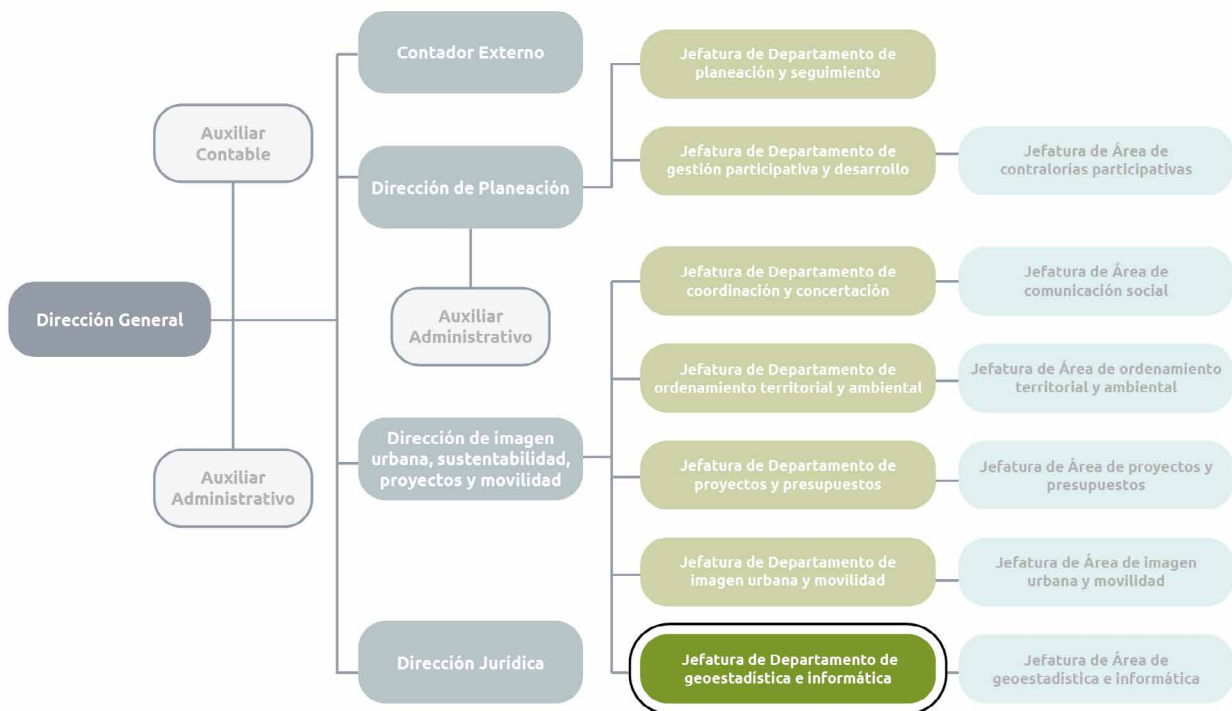 Contador Externo
Jefatura de Departamento de
planeación y seguimiento
Auxiliar
Contable
Jefatura de Departamento de
gestión participativa y desarrollo
Jefatura de Área de
contralorías participativas
Dirección de Planeación
Jefatura de Departamento de
coordinación y concertación
Jefatura de Área de
comunicación social
Dirección General
Auxiliar
Administrativo
Jefatura de Departamento de
ordenamiento territorial y ambiental
Jefatura de Área de ordenamiento
territorial y ambiental
Dirección de imagen
urbana, sustentabilidad,
proyectos y movilidad
Auxiliar
Administrativo
Jefatura de Departamento de
proyectos y presupuestos
Jefatura de Área de proyectos y
presupuestos
Jefatura de Departamento de
imagen urbana y movilidad
Jefatura de Área de imagen
urbana y movilidad
Dirección Jurídica
Jefatura de Departamento de
geoestadística e informática
Jefatura de Área de
geoestadística e informática